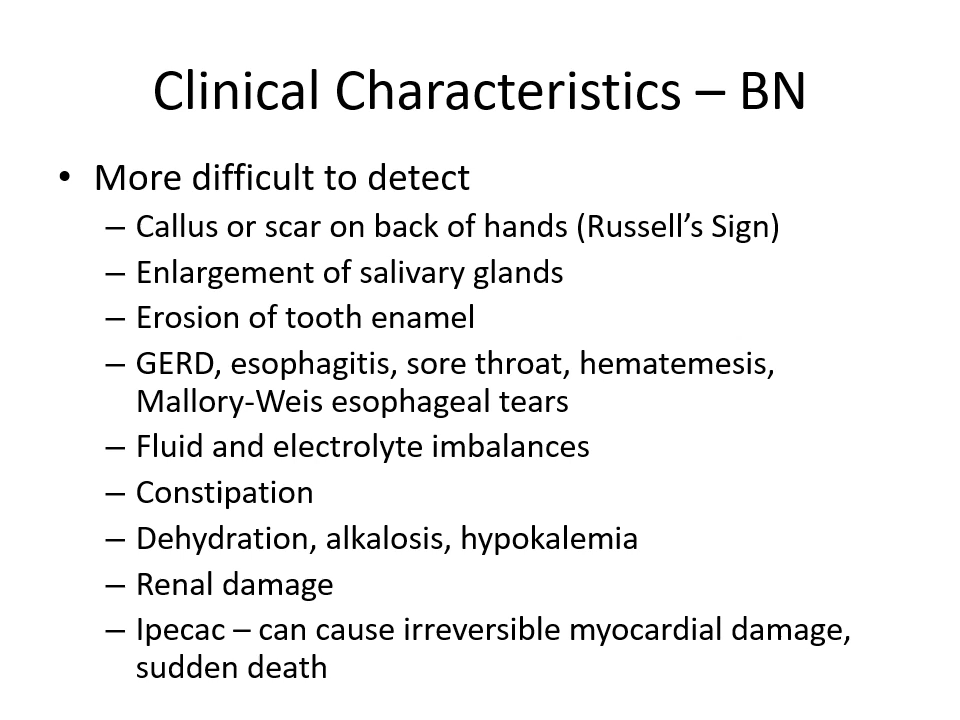 Clinical Characteristics – BN
• More difficult to detect
– Callus or scar on back of hands (Russell’s Sign)
– Enlargement of salivary glands
– Erosion of tooth enamel
– GERD, esophagitis, sore throat, hematemesis,
Mallory-Weis esophageal tears
– Fluid and electrolyte imbalances
– Constipation
– Dehydration, alkalosis, hypokalemia
– Renal damage
– Ipecac – can cause irreversible myocardial damage,
sudden death